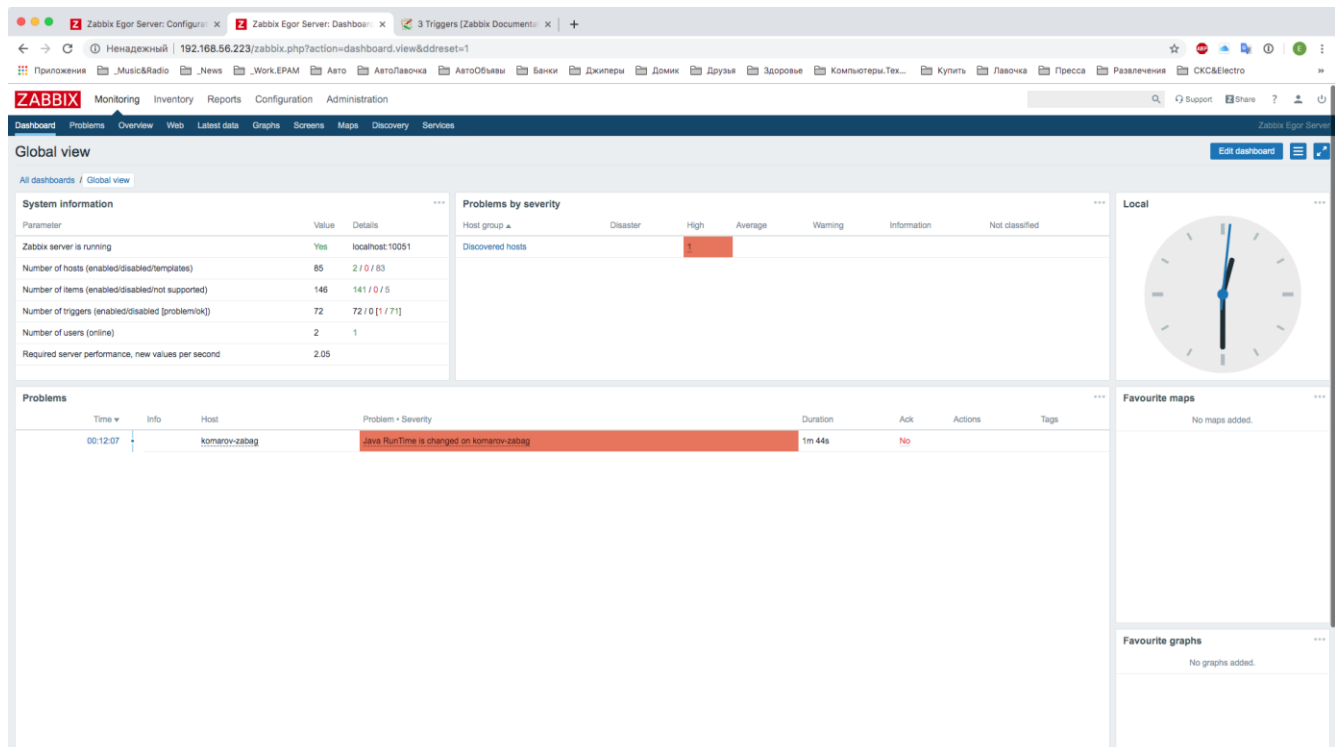 Zabbix Egor Server: Configurat
Zabbix Egor Server: Dashboard
3 Triggers [Zabbix Documentat
Ненадежный | 192.168.56.223/zabbix.php?action=dashboard.view&ddreset=1
ABP
E
Приложения _Music&Radio _News _Work.EPAM Авто АвтоЛавочка АвтоОбъявы Банки Джиперы Домик Друзья Здоровье Компьютеры.Тех... Купить Лавочка Пресса Развлечения СКС&Electro »
ZABBIX Monitoring Inventory Reports Configuration Administration Support Share ?
Dashboard Problems Overview Web Latest data Graphs Screens Maps Discovery Services Zabbix Egor Server
Global view Edit dashboard
All dashboards / Global view
System information
Parameter Value Details
Zabbix server is running Yes localhost:10051
Number of hosts (enabled/disabled/templates) 85 2 / 0 / 83
Number of items (enabled/disabled/not supported) 146 141 / 0 / 5
Number of triggers (enabled/disabled [problem/ok]) 72 72 / 0 [1 / 71]
Number of users (online) 2 1
Required server performance, new values per second 2.05
Problems by severity
Host group Disaster High Average Warning Information Not classified
Discovered hosts 1
Local
Problems
Time Info Host Problem • Severity Duration Ack Actions Tags
00:12:07 komarov-zabag Java RunTime is changed on komarov-zabag 1m 44s No
Favourite maps
No maps added.
Favourite graphs
No graphs added.